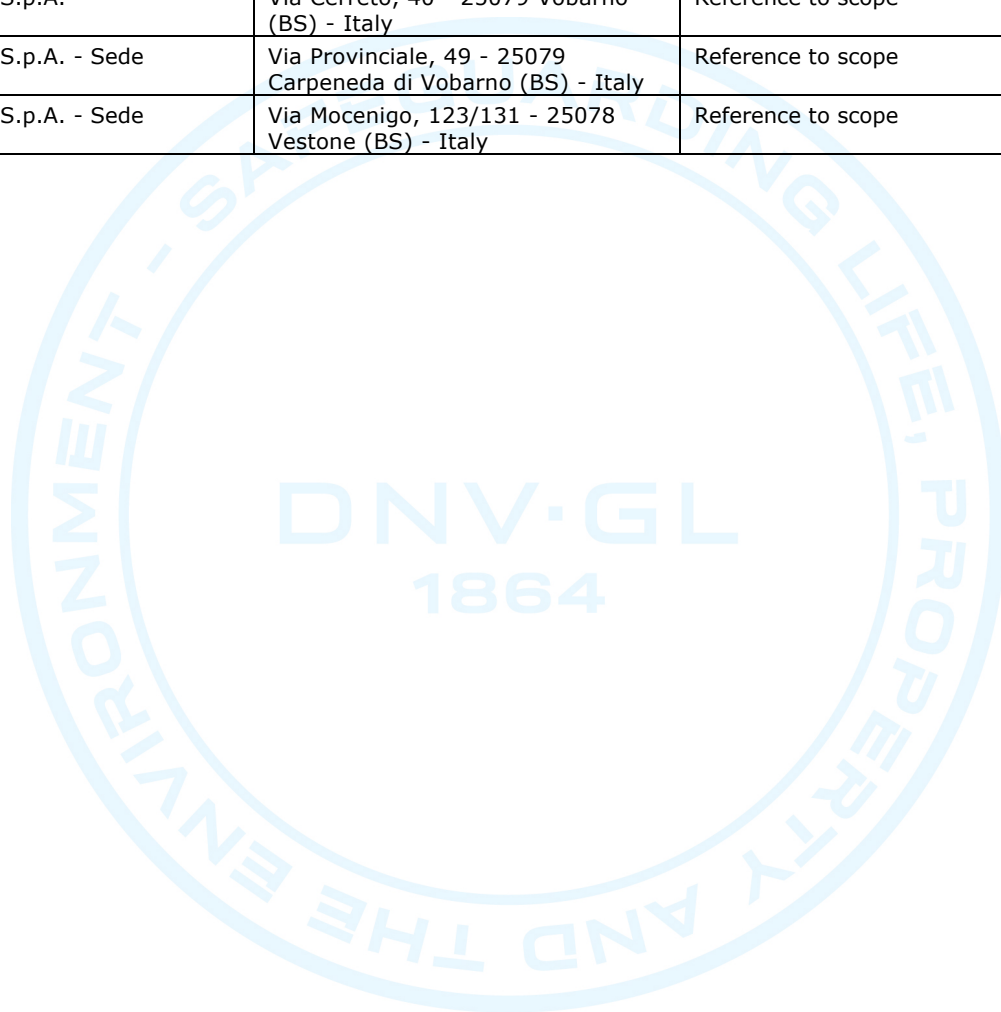 S.p.A. Via Cerreto, 40 - 25079 Vobarno Reference to scope
(BS) - Italy
S.p.A. - Sede Via Provinciale, 49 - 25079 Reference to scope
Carpeneda di Vobarno (BS) - Italy
S.p.A. - Sede Via Mocenigo, 123/131 - 25078 Reference to scope
Vestone (BS) - Italy
SAFEGUARDING LIFE, PROPERTY AND THE ENVIRONMENT -
DNV·GL
1864